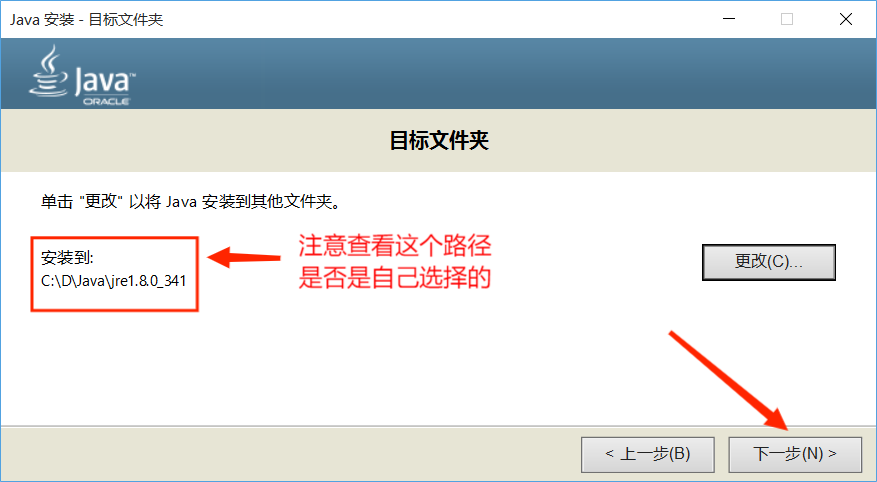 Java 安装 - 目标文件夹
Java™
ORACLE
目标文件夹
单击 "更改" 以将 Java 安装到其他文件夹。
安装到:
C:\D\Java\jre1.8.0_341
注意查看这个路径
是否是自己选择的
更改(C)...
< 上一步(B)
下一步(N) >